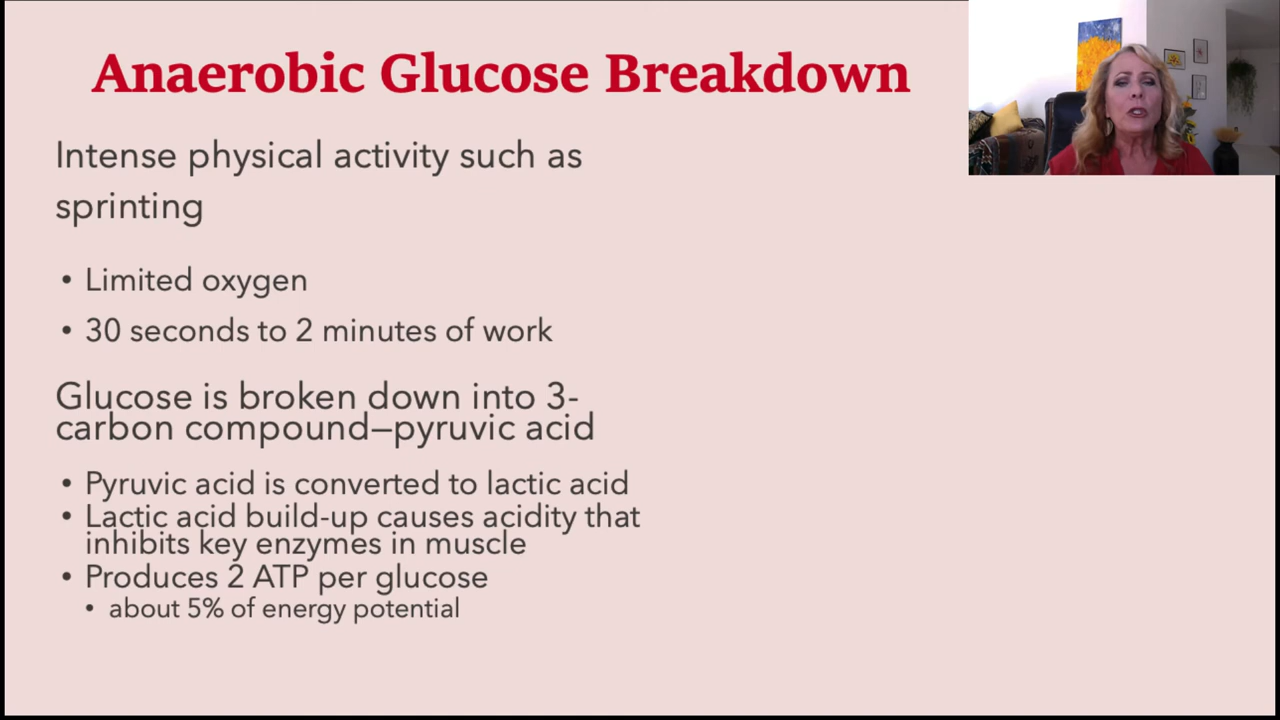 Anaerobic Glucose Breakdown
Intense physical activity such as
sprinting
• Limited oxygen
• 30 seconds to 2 minutes of work
Glucose is broken down into 3-
carbon compound—pyruvic acid
• Pyruvic acid is converted to lactic acid
• Lactic acid build-up causes acidity that
inhibits key enzymes in muscle
• Produces 2 ATP per glucose
• about 5% of energy potential